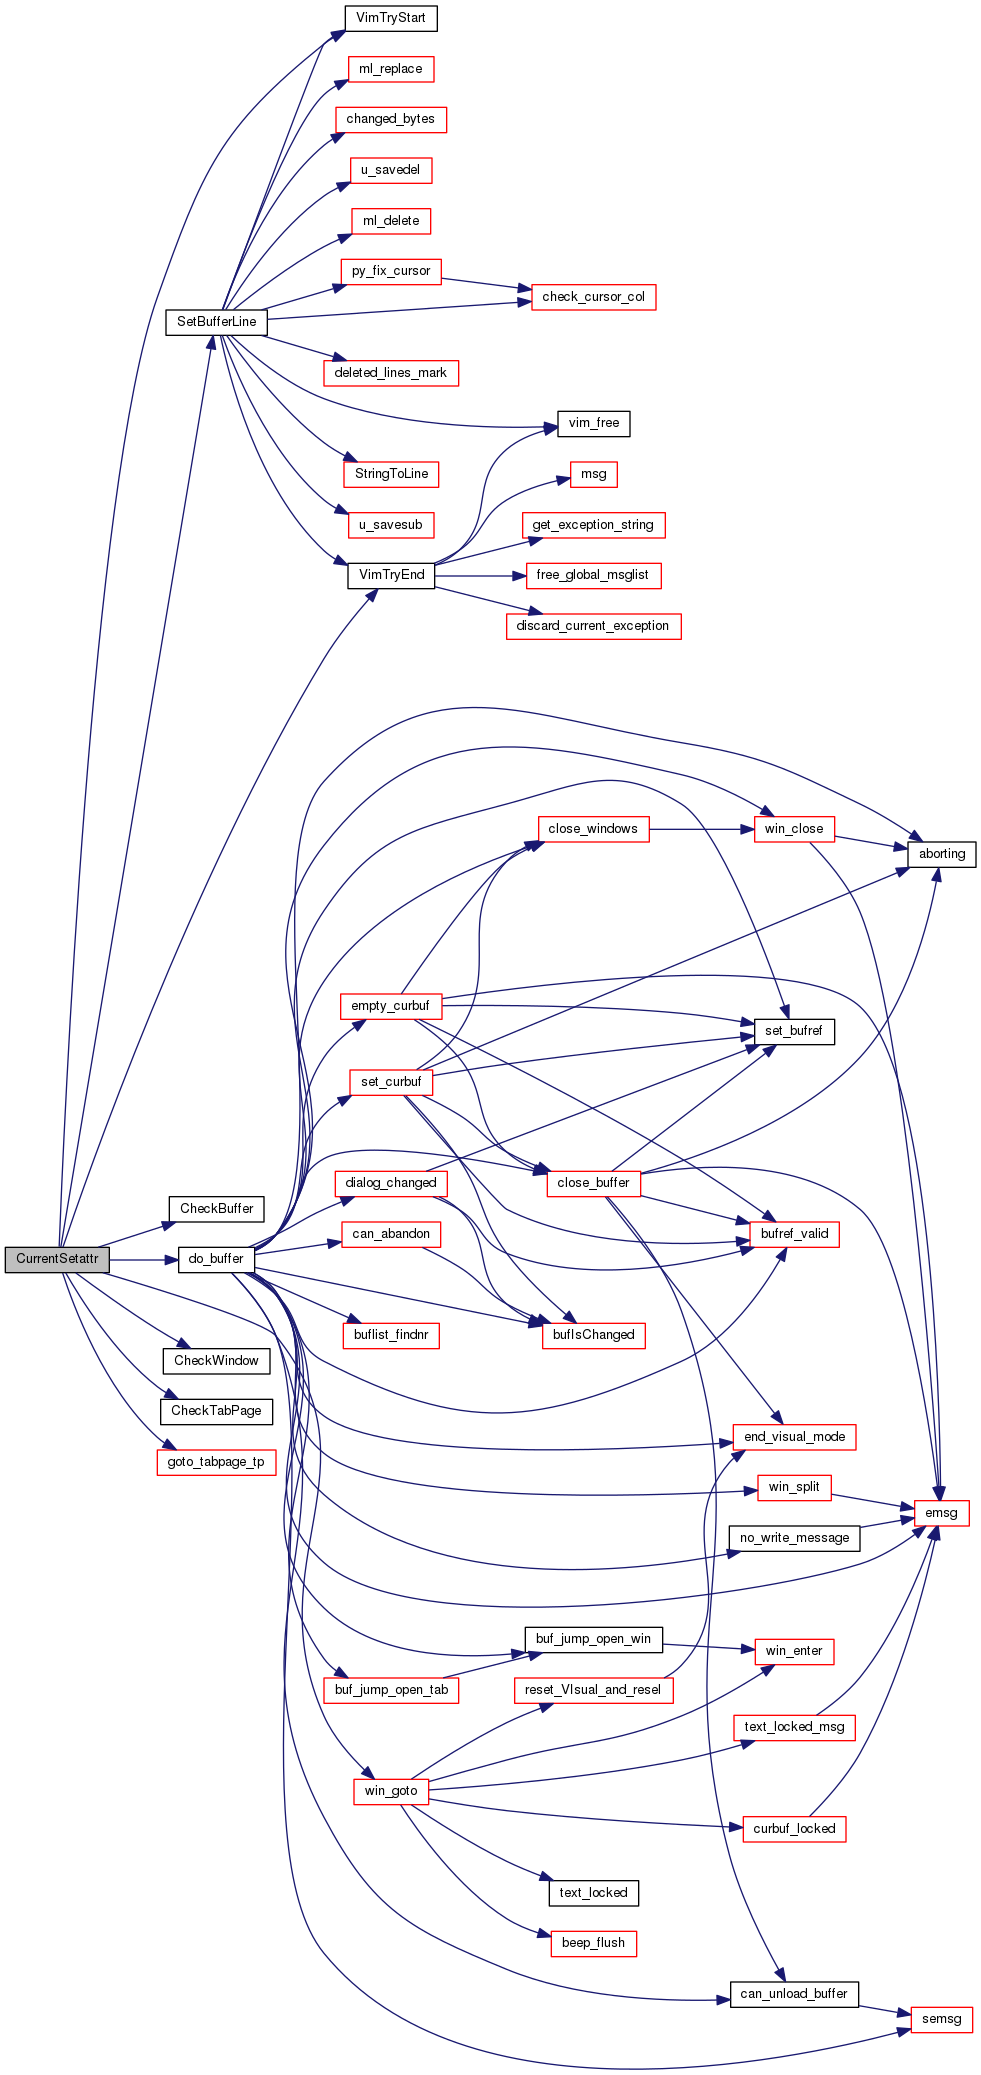 VimTryStart
ml_replace
changed_bytes
u_savedel
ml_delete
py_fix_cursor
check_cursor_col
SetBufferLine
deleted_lines_mark
vim_free
StringToLine
msg
u_savesub
get_exception_string
VimTryEnd
free_global_msglist
discard_current_exception
close_windows
win_close
aborting
empty_curbuf
set_bufref
set_curbuf
dialog_changed
close_buffer
CheckBuffer
can_abandon
bufref_valid
CurrentSetattr
do_buffer
buflist_findnr
bufIsChanged
CheckWindow
CheckTabPage
end_visual_mode
goto_tabpage_tp
win_split
emsg
no_write_message
buf_jump_open_win
win_enter
buf_jump_open_tab
reset_VIsual_and_resel
text_locked_msg
win_goto
curbuf_locked
text_locked
beep_flush
can_unload_buffer
semsg